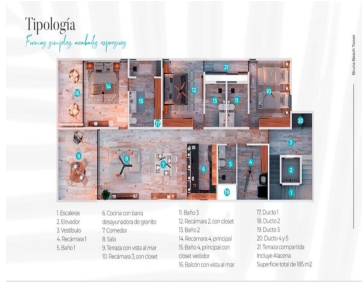 Tipología
Formas simples, acabados
Bruma Beach Tower
1. Escaleras
2. Elevador
3. Vestíbulo
4. Recámara 1
5. Baño 1
6. Cocina con barra
desayunadora de granito
7. Comedor
8. Sala
9. Terraza con vista al mar
10. Recámara 3, con closet
11. Baño 3
12. Recámara 2, con closet
13. Baño 2
14. Recámara 4, principal
15. Baño 4, principal con
closet vestidor
16. Balcón con vista al mar
17. Ducto 1
18. Ducto 2
19. Ducto 3
20. Ducto 4 y 5
21. Terraza compartida
Incluye Alacena
Superficie total de 185 m2